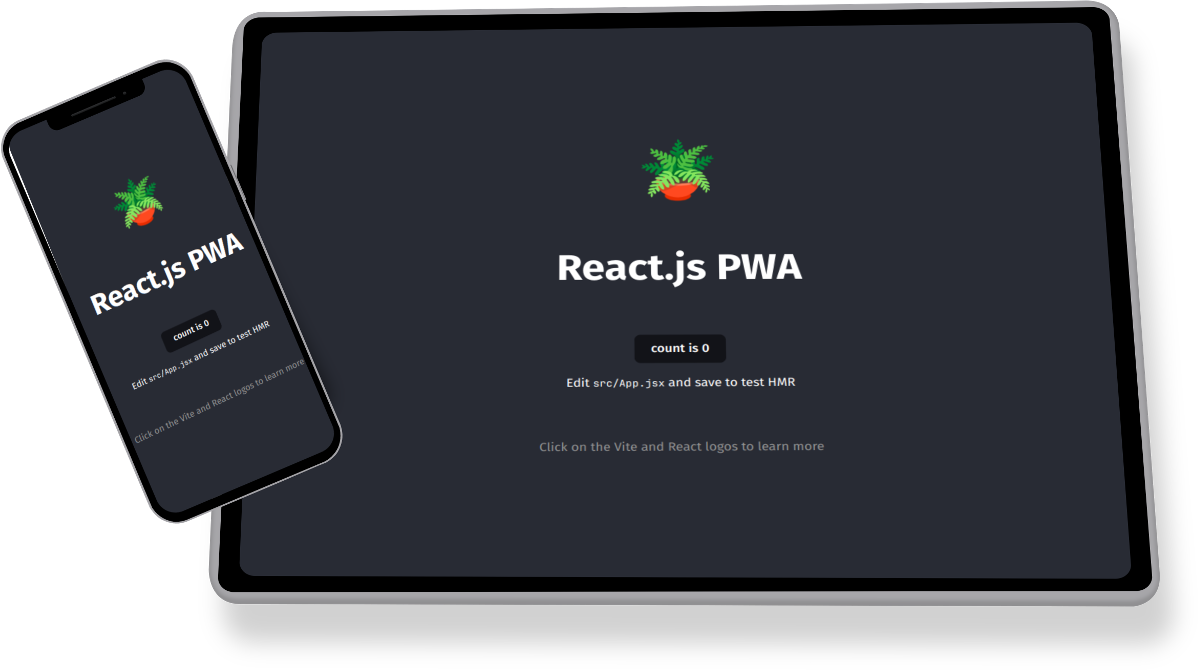 React.js PWA
count is 0
Edit src/App.jsx and save to test HMR
Click on the Vite and React logos to learn more
React.js PWA
count is 0
Edit src/App.jsx and save to test HMR
Click on the Vite and React logos to learn more